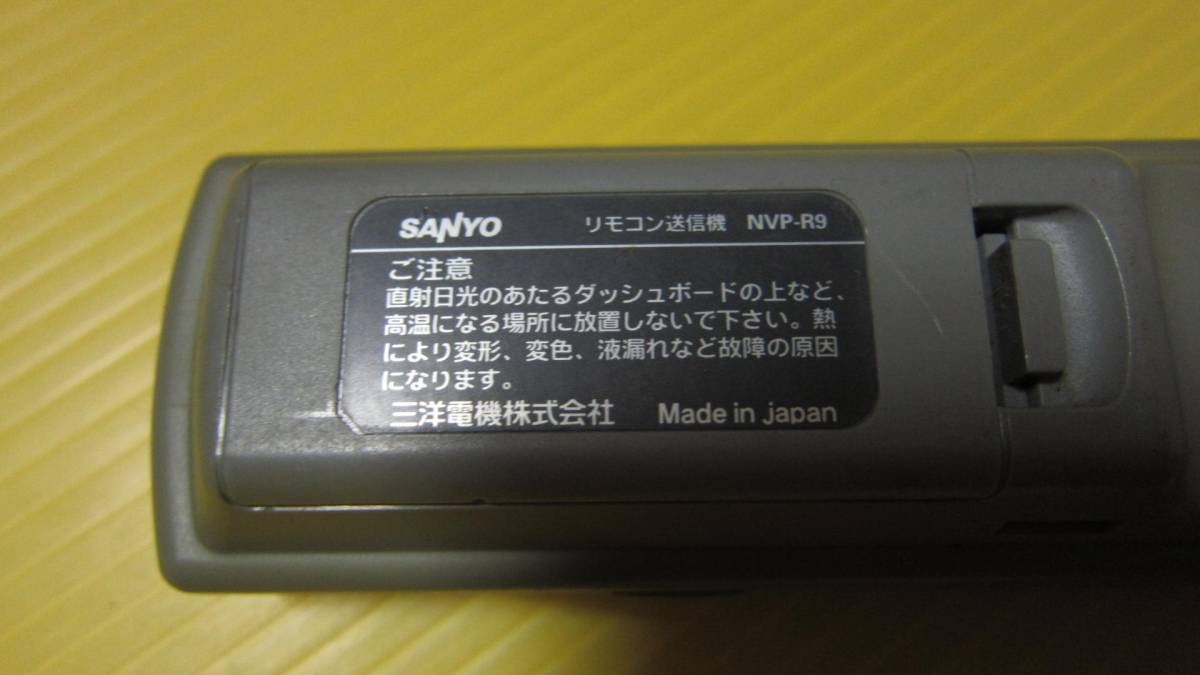 SANYO リモコン送信機 NVP-R9
ご注意
直射日光のあたるダッシュボードの上など、
高温になる場所に放置しないで下さい。熱
により変形、変色、液漏れなど故障の原因
になります。
三洋電機株式会社 Made in japan